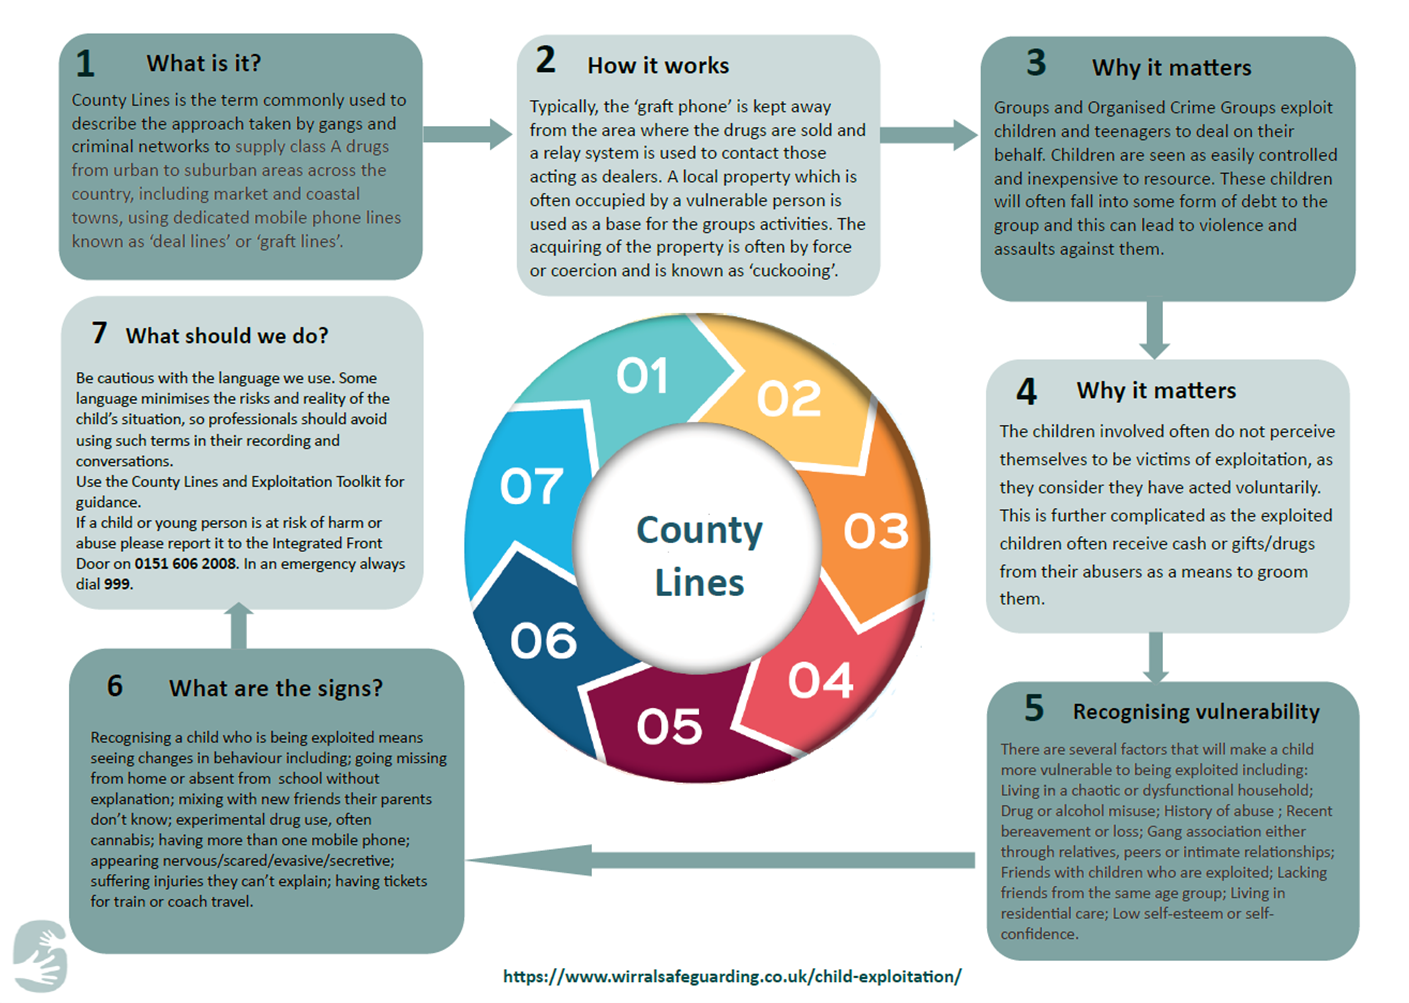 1 What is it?
County Lines is the term commonly used to
describe the approach taken by gangs and
criminal networks to supply class A drugs
from urban to suburban areas across the
country, including market and coastal
towns, using dedicated mobile phone lines
known as ‘deal lines’ or ‘graft lines’.
2 How it works
Typically, the ‘graft phone’ is kept away
from the area where the drugs are sold and
a relay system is used to contact those
acting as dealers. A local property which is
often occupied by a vulnerable person is
used as a base for the groups activities. The
acquiring of the property is often by force
or coercion and is known as ‘cuckooing’.
3 Why it matters
Groups and Organised Crime Groups exploit
children and teenagers to deal on their
behalf. Children are seen as easily controlled
and inexpensive to resource. These children
will often fall into some form of debt to the
group and this can lead to violence and
assaults against them.
4 Why it matters
The children involved often do not perceive
themselves to be victims of exploitation, as
they consider they have acted voluntarily.
This is further complicated as the exploited
children often receive cash or gifts/drugs
from their abusers as a means to groom
them.
5 Recognising vulnerability
There are several factors that will make a child
more vulnerable to being exploited including:
Living in a chaotic or dysfunctional household;
Drug or alcohol misuse; History of abuse ; Recent
bereavement or loss; Gang association either
through relatives, peers or intimate relationships;
Friends with children who are exploited; Lacking
friends from the same age group; Living in
residential care; Low self-esteem or self-
confidence.
6 What are the signs?
Recognising a child who is being exploited means
seeing changes in behaviour including; going missing
from home or absent from school without
explanation; mixing with new friends their parents
don’t know; experimental drug use, often
cannabis; having more than one mobile phone;
appearing nervous/scared/evasive/secretive;
suffering injuries they can’t explain; having tickets
for train or coach travel.
7 What should we do?
Be cautious with the language we use. Some
language minimises the risks and reality of the
child’s situation, so professionals should avoid
using such terms in their recording and
conversations.
Use the County Lines and Exploitation Toolkit for
guidance.
If a child or young person is at risk of harm or
abuse please report it to the Integrated Front
Door on 0151 606 2008. In an emergency always
dial 999.
01
02
03
04
05
06
07
County
Lines
https://www.wirralsafeguarding.co.uk/child-exploitation/